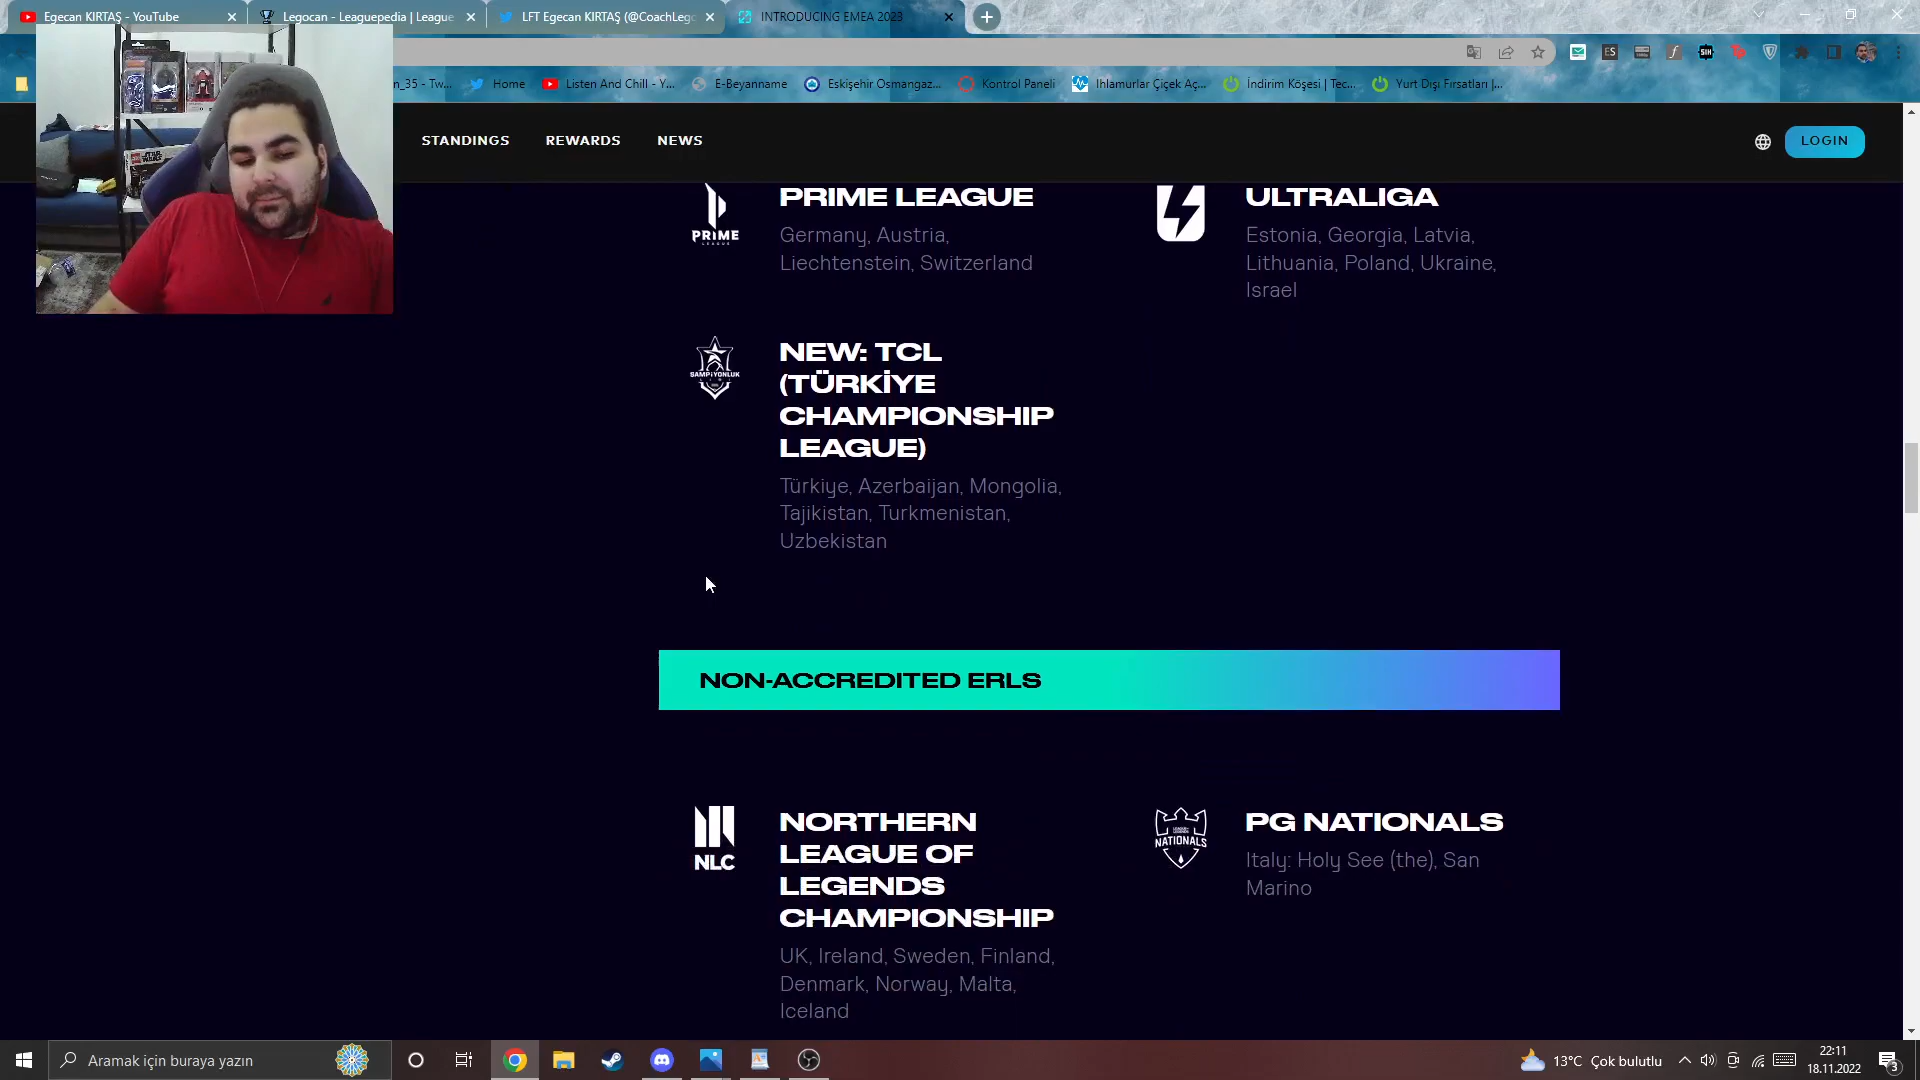 Egecan KIRTAŞ - YouTube
Legocan - Leaguepedia | League
LFT Egecan KIRTAŞ (@CoachLego
INTRODUCING EMEA 2023
n_35 - Tw...
Home
Listen And Chill - Y...
E-Beyanname
Eskişehir Osmangaz...
Kontrol Paneli
Ihlamurlar Çiçek Aç...
İndirim Köşesi | Tec...
Yurt Dışı Fırsatları |...
STANDINGS
REWARDS
NEWS
LOGIN
PRIME
LEAGUE
PRIME LEAGUE
Germany, Austria,
Liechtenstein, Switzerland
ULTRALIGA
Estonia, Georgia, Latvia,
Lithuania, Poland, Ukraine,
Israel
ŞAMPİYONLUK
NEW: TCL
(TÜRKİYE
CHAMPIONSHIP
LEAGUE)
Türkiye, Azerbaijan, Mongolia,
Tajikistan, Turkmenistan,
Uzbekistan
NON-ACCREDITED ERLS
NLC
NORTHERN
LEAGUE OF
LEGENDS
CHAMPIONSHIP
UK, Ireland, Sweden, Finland,
Denmark, Norway, Malta,
Iceland
NATIONALS
PG NATIONALS
Italy: Holy See (the), San
Marino
Aramak için buraya yazın
13°C Çok bulutlu
22:11
18.11.2022
3